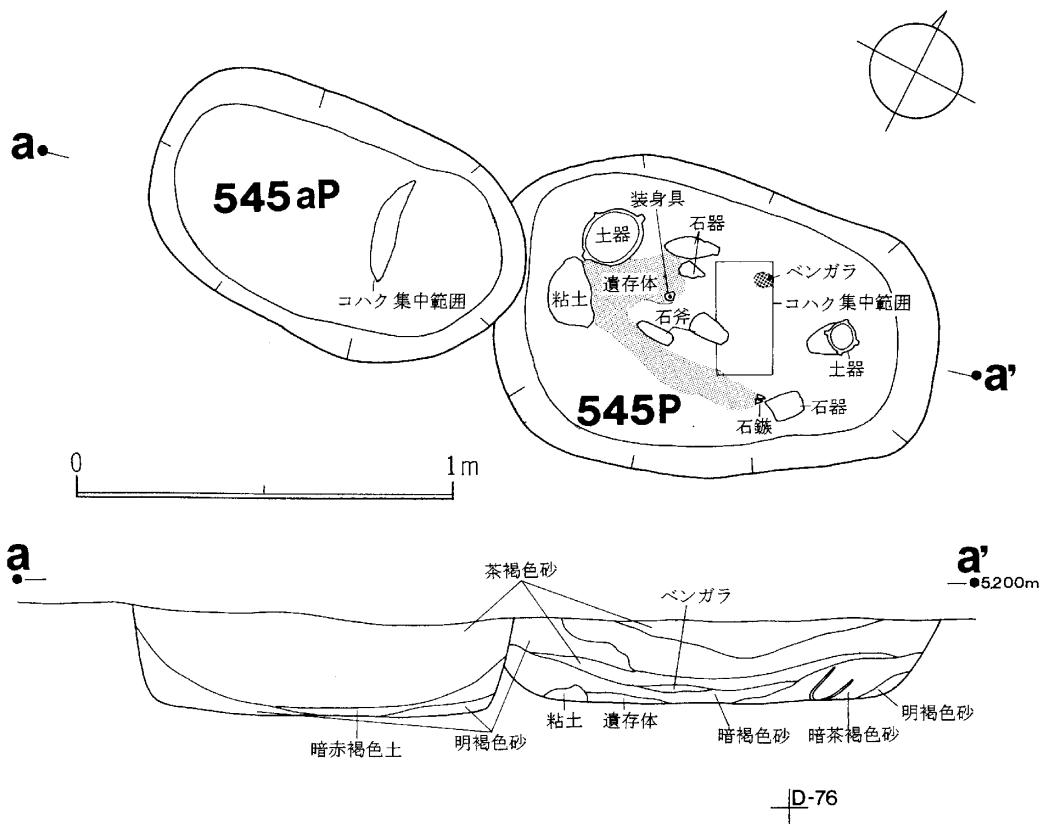 a
545aP
コハク集中範囲
装身具
土器
石器
遺存体
ベンガラ
粘土
コハク集中範囲
石斧
土器
a’
545P
石器
石鏃
0
1m
a
a’
茶褐色砂
ベンガラ
5,200m
粘土
遺存体
明褐色砂
暗赤褐色土
明褐色砂
暗褐色砂
暗茶褐色砂
D-76